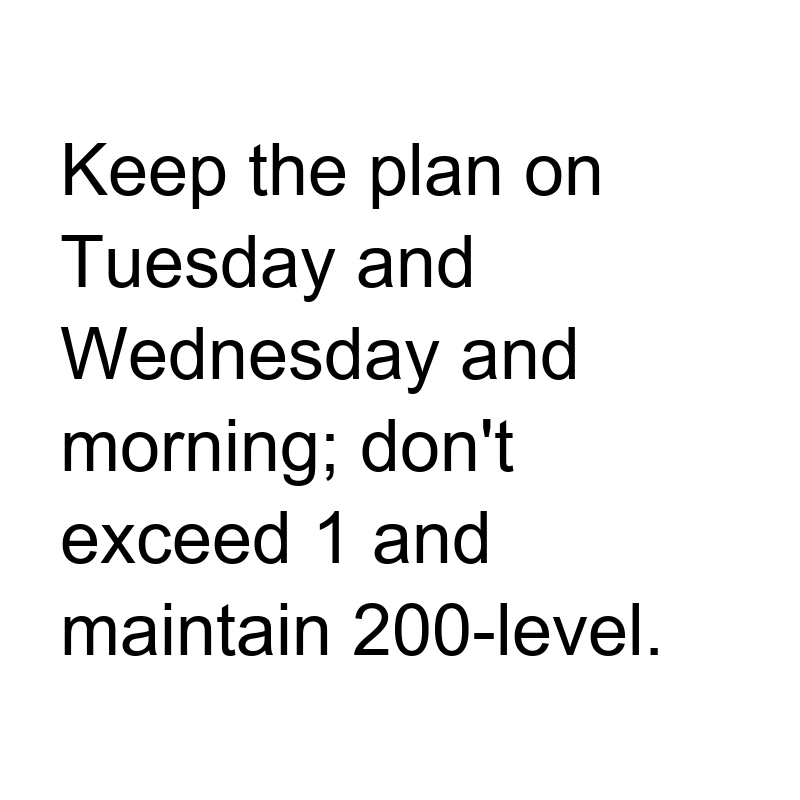 Keep the plan on
Tuesday and
Wednesday and
morning; don't
exceed 1 and
maintain 200-level.